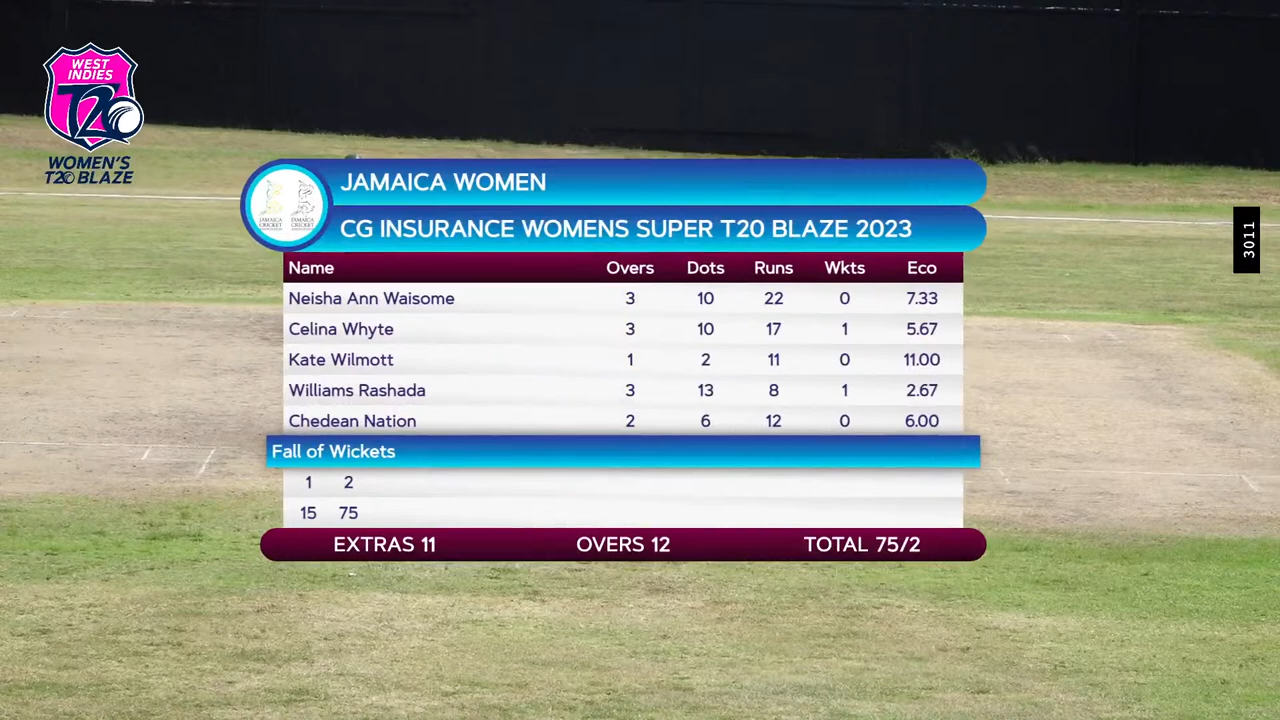 WEST
INDIES
T20
WOMEN'S
T20 BLAZE
JAMAICA WOMEN
JAMAICA CRICKET JAMAICA CRICKET
CG INSURANCE WOMENS SUPER T20 BLAZE 2023
3011
Name Overs Dots Runs Wkts Eco
Neisha Ann Waisome 3 10 22 0 7.33
Celina Whyte 3 10 17 1 5.67
Kate Wilmott 1 2 11 0 11.00
Williams Rashada 3 13 8 1 2.67
Chedean Nation 2 6 12 0 6.00
Fall of Wickets
1 2
15 75
EXTRAS 11 OVERS 12 TOTAL 75/2